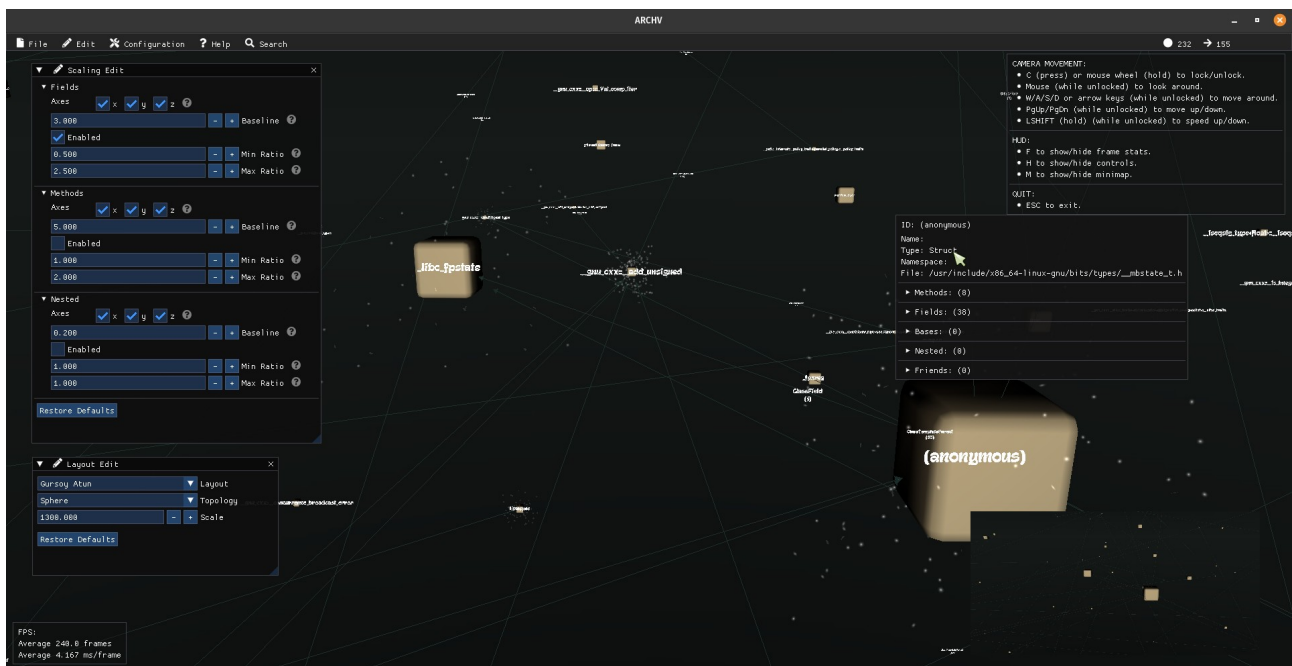 ARCHV
File Edit Configuration ? Help Search
232 → 155
Scaling Edit
Fields
Axes x y z
3.000 - + Baseline
Enabled
0.500 - + Min Ratio
2.500 - + Max Ratio
Methods
Axes x y z
5.000 - + Baseline
Enabled
1.000 - + Min Ratio
2.000 - + Max Ratio
Nested
Axes x y z
0.200 - + Baseline
Enabled
1.000 - + Min Ratio
1.000 - + Max Ratio
Restore Defaults
Layout Edit
Gursoy Atun Layout
Sphere Topology
1300.000 - + Scale
Restore Defaults
FPS:
Average 240.0 frames
Average 4.167 ms/frame
_libc_fpstate
__gnu_cxx::__add_unsigned
ClassField
(anonymous)
CAMERA MOVEMENT:
• C (press) or mouse wheel (hold) to lock/unlock.
• Mouse (while unlocked) to look around.
• W/A/S/D or arrow keys (while unlocked) to move around.
• PgUp/PgDn (while unlocked) to move up/down.
• LSHIFT (hold) (while unlocked) to speed up/down.
HUD:
• F to show/hide frame stats.
• H to show/hide controls.
• M to show/hide minimap.
QUIT:
• ESC to exit.
ID: (anonymous)
Name:
Type: Struct
Namespace:
File: /usr/include/x86_64-linux-gnu/bits/types/__mbstate_t.h
Methods: (0)
Fields: (38)
Bases: (0)
Nested: (0)
Friends: (0)